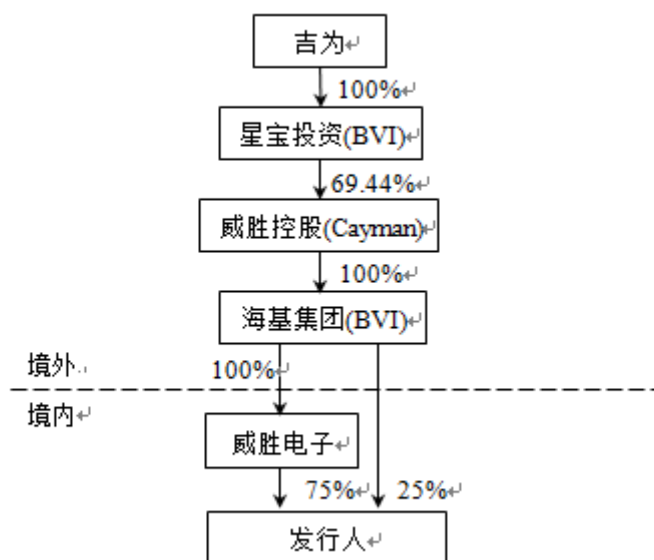 吉为↵
100%↵
星宝投资(BVI)↵
69.44%↵
威胜控股(Cayman)↵
100%↵
海基集团(BVI)↵
境外
100%↵
境内↵
威胜电子↵
75%↵ 25%↵
发行人↵